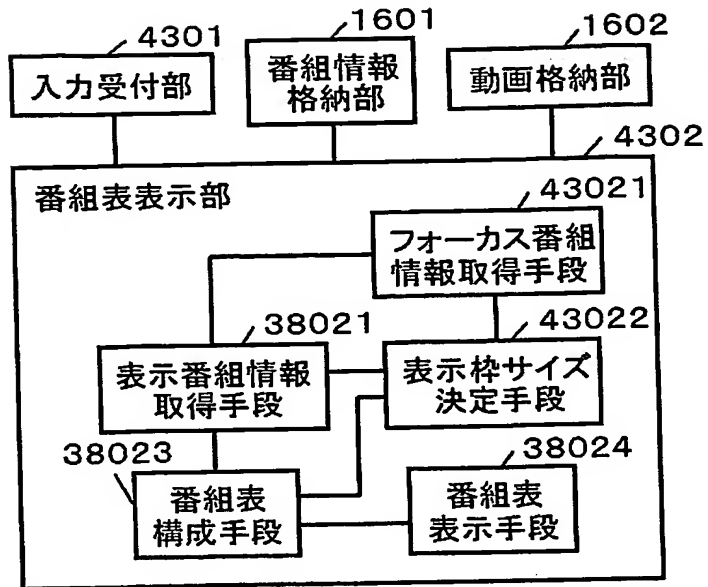 4301
1601
1602
入力受付部
番組情報
格納部
動画格納部
4302
番組表表示部
43021
フォーカス番組
情報取得手段
38021
43022
表示番組情報
取得手段
表示枠サイズ
決定手段
38023
38024
番組表
構成手段
番組表
表示手段